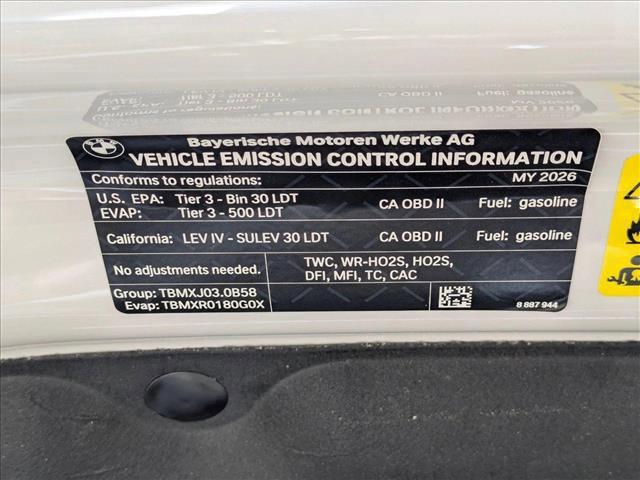 BMW
Bayerische Motoren Werke AG
VEHICLE EMISSION CONTROL INFORMATION
Conforms to regulations: MY 2026
U.S. EPA: Tier 3 - Bin 30 LDT CA OBD II Fuel: gasoline
EVAP: Tier 3 - 500 LDT
California: LEV IV - SULEV 30 LDT CA OBD II Fuel: gasoline
No adjustments needed. TWC, WR-HO2S, HO2S,
DFI, MFI, TC, CAC
Group: TBMXJ03.0B58
Evap: TBMXR0180G0X
8 887 944